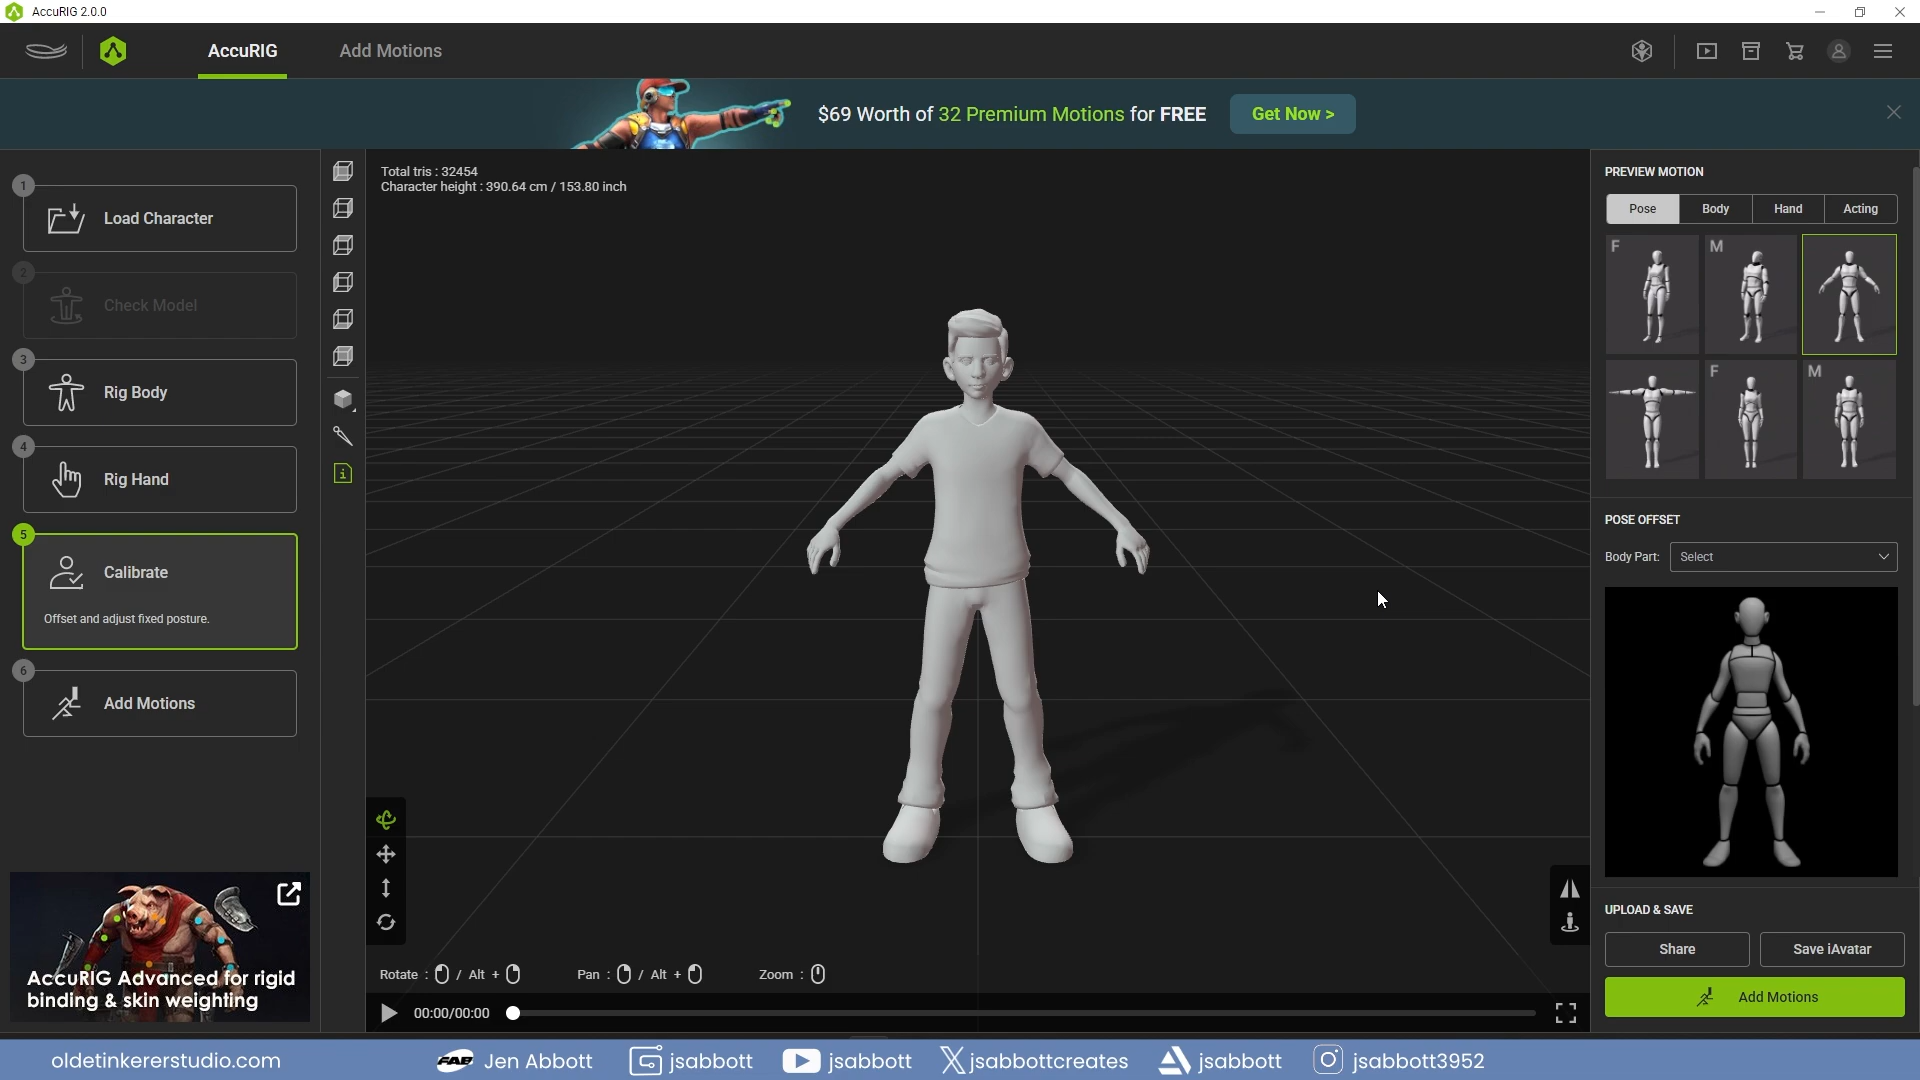 AccuRIG 2.0.0
AccuRIG
Add Motions
$69 Worth of 32 Premium Motions for FREE
Get Now >
1
Load Character
2
Check Model
3
Rig Body
4
Rig Hand
5
Calibrate
Offset and adjust fixed posture.
6
Add Motions
AccuRIG Advanced for rigid
binding & skin weighting
Total tris : 32454
Character height : 390.64 cm / 153.80 inch
Rotate : / Alt +
Pan : / Alt +
Zoom :
00:00/00:00
PREVIEW MOTION
Pose
Body
Hand
Acting
F
M
F
M
POSE OFFSET
Body Part:
Select
UPLOAD & SAVE
Share
Save iAvatar
Add Motions
oldetinkererstudio.com
FAB Jen Abbott
jsabbott
jsabbott
jsabbottcreates
jsabbott
jsabbott3952